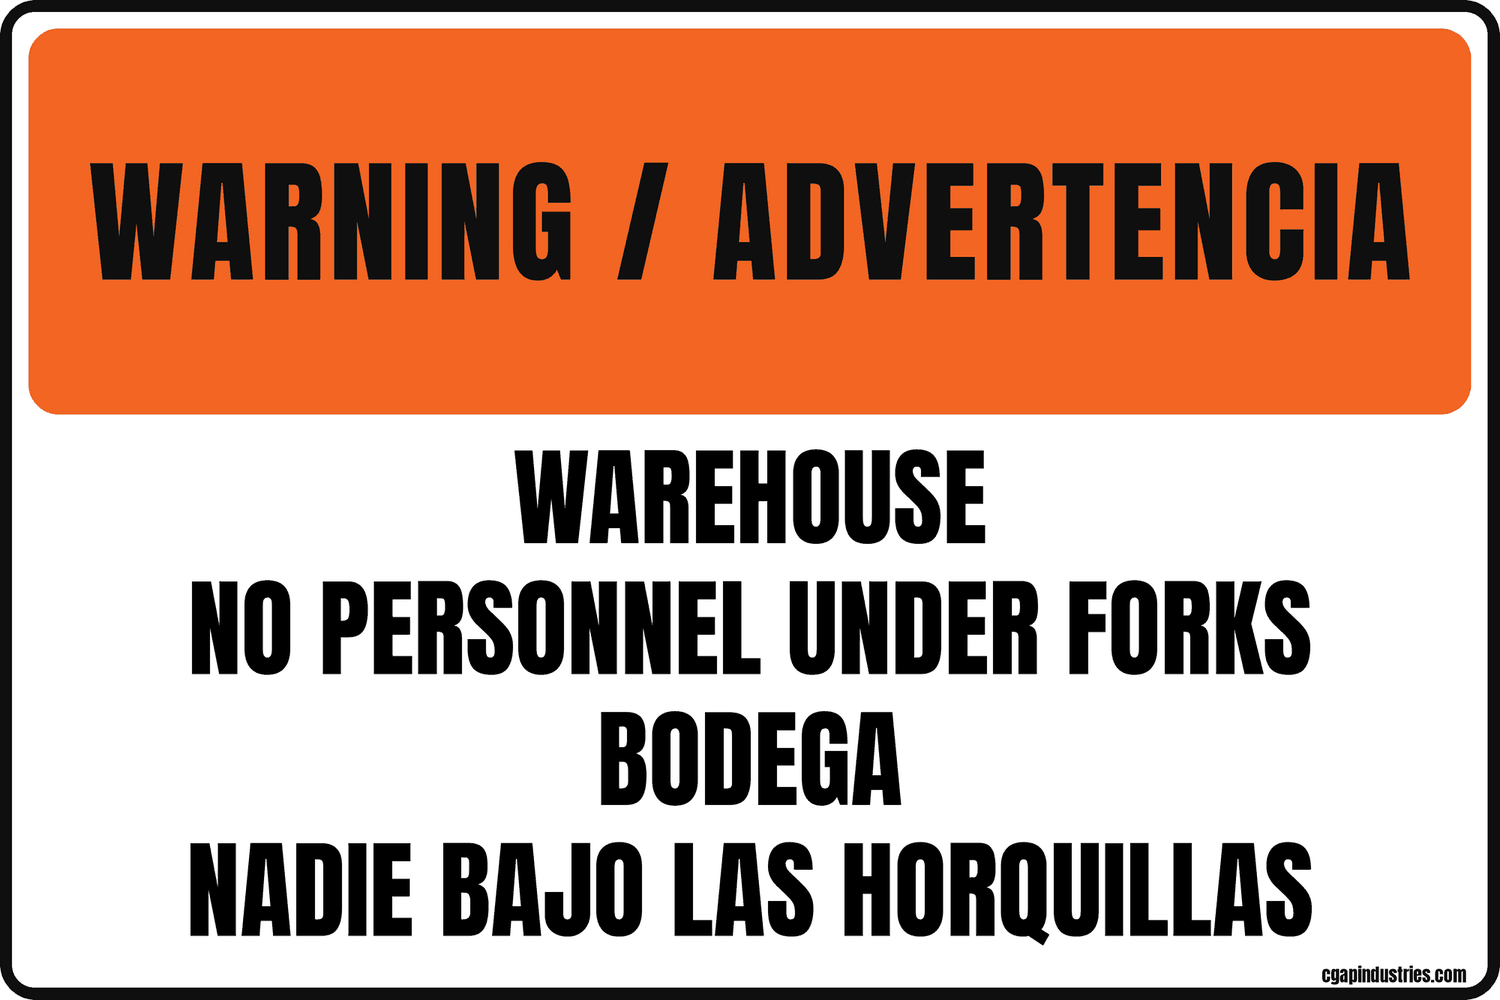 WARNING / ADVERTENCIA
WAREHOUSE
NO PERSONNEL UNDER FORKS
BODEGA
NADIE BAJO LAS HORQUILLAS
cgapindustries.com